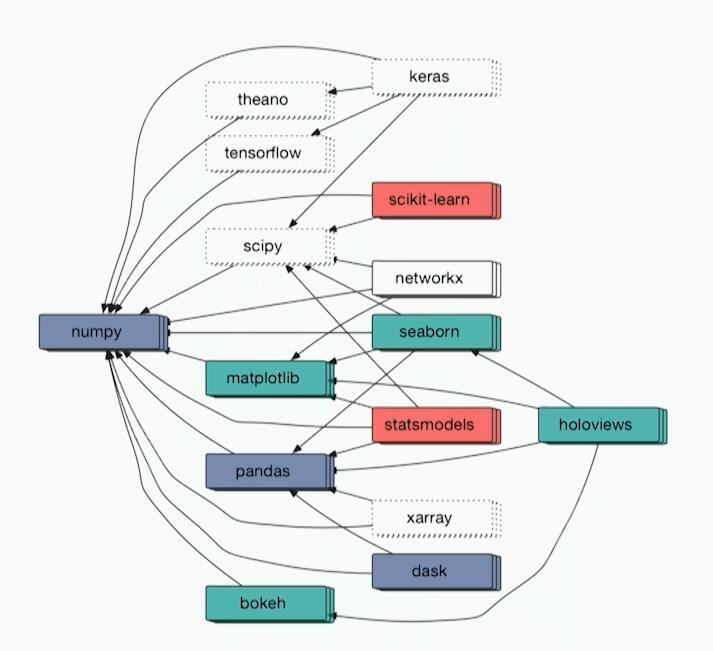 keras
theano
tensorflow
scikit-learn
scipy
networkx
numpy
seaborn
matplotlib
statsmodels
holoviews
pandas
xarray
dask
bokeh